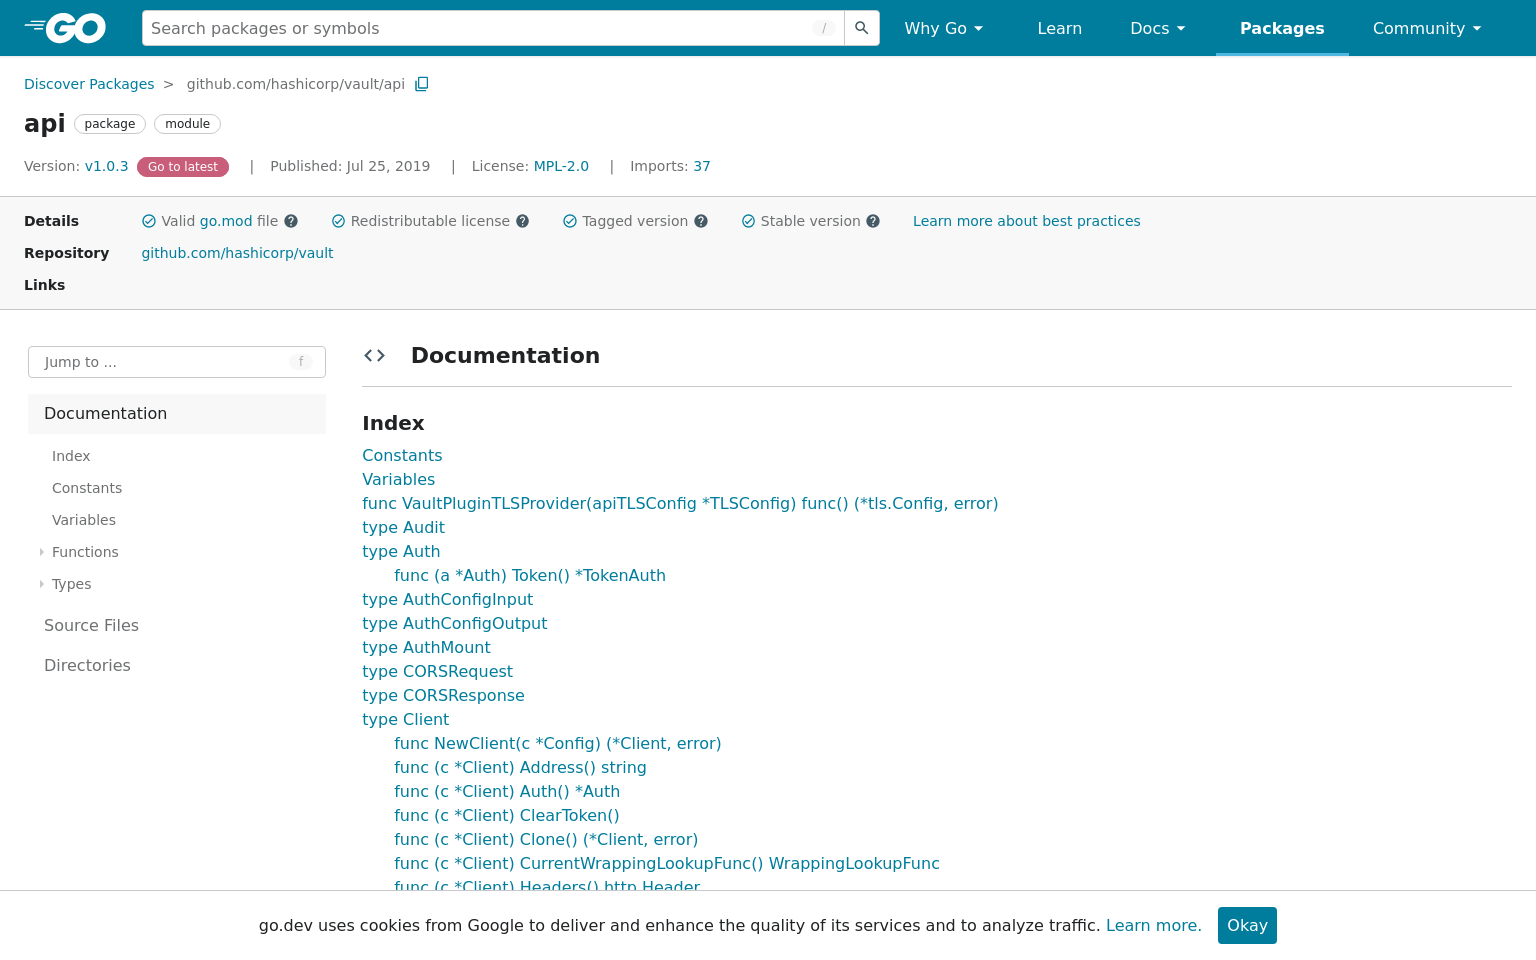 GO
Search packages or symbols /
Why Go
Learn
Docs
Packages
Community
Discover Packages > github.com/hashicorp/vault/api
api package module
Version: v1.0.3 Go to latest | Published: Jul 25, 2019 | License: MPL-2.0 | Imports: 37
Details Valid go.mod file Redistributable license Tagged version Stable version Learn more about best practices
Repository github.com/hashicorp/vault
Links
Jump to ... f
Documentation
Index
Constants
Variables
Functions
Types
Source Files
Directories
Documentation
Index
Constants
Variables
func VaultPluginTLSProvider(apiTLSConfig *TLSConfig) func() (*tls.Config, error)
type Audit
type Auth
func (a *Auth) Token() *TokenAuth
type AuthConfigInput
type AuthConfigOutput
type AuthMount
type CORSRequest
type CORSResponse
type Client
func NewClient(c *Config) (*Client, error)
func (c *Client) Address() string
func (c *Client) Auth() *Auth
func (c *Client) ClearToken()
func (c *Client) Clone() (*Client, error)
func (c *Client) CurrentWrappingLookupFunc() WrappingLookupFunc
func (c *Client) Headers() http.Header
go.dev uses cookies from Google to deliver and enhance the quality of its services and to analyze traffic. Learn more. Okay